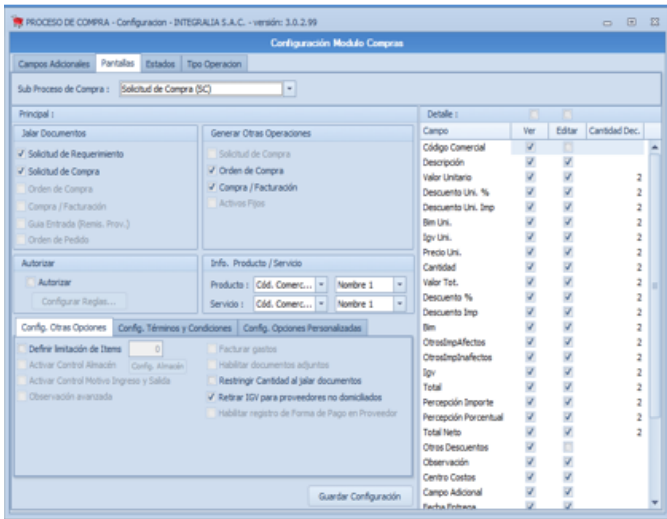 PROCESO DE COMPRA - Configuracion - INTEGRALIA S.A.C. - versión: 3.0.2.99
Configuración Modulo Compras
Campos Adicionales Pantallas Estados Tipo Operacion
Sub Proceso de Compra : Solicitud de Compra (SC)
Principal :
Jalar Documentos
Solicitud de Requerimiento
Solicitud de Compra
Orden de Compra
Compra / Facturación
Guia Entrada (Remis. Prov.)
Orden de Pedido
Generar Otras Operaciones
Solicitud de Compra
Orden de Compra
Compra / Facturación
Activos Fijos
Autorizar
Autorizar
Configurar Reglas...
Info. Producto / Servicio
Producto : Cód. Comerc... Nombre 1
Servicio : Cód. Comerc... Nombre 1
Config. Otras Opciones Config. Términos y Condiciones Config. Opciones Personalizadas
Definir limitación de Items 0
Activar Control Almacén Config. Almacén
Activar Control Motivo Ingreso y Salida
Observación avanzada
Facturar gastos
Habilitar documentos adjuntos
Restringir Cantidad al jalar documentos
Retirar IGV para proveedores no domiciliados
Habilitar registro de Forma de Pago en Proveedor
Guardar Configuración
Detalle :
Campo Ver Editar Cantidad Dec.
Código Comercial
Descripción
Valor Unitario 2
Descuento Uni. % 2
Descuento Uni. Imp 2
Bim Uni. 2
Igv Uni. 2
Precio Uni. 2
Cantidad 2
Valor Tot. 2
Descuento % 2
Descuento Imp 2
Bim 2
OtrosImpAfectos 2
OtrosImpInafectos 2
Igv 2
Total 2
Percepción Importe 2
Percepción Porcentual 2
Total Neto 2
Otros Descuentos
Observación
Centro Costos
Campo Adicional
Fecha Entrega